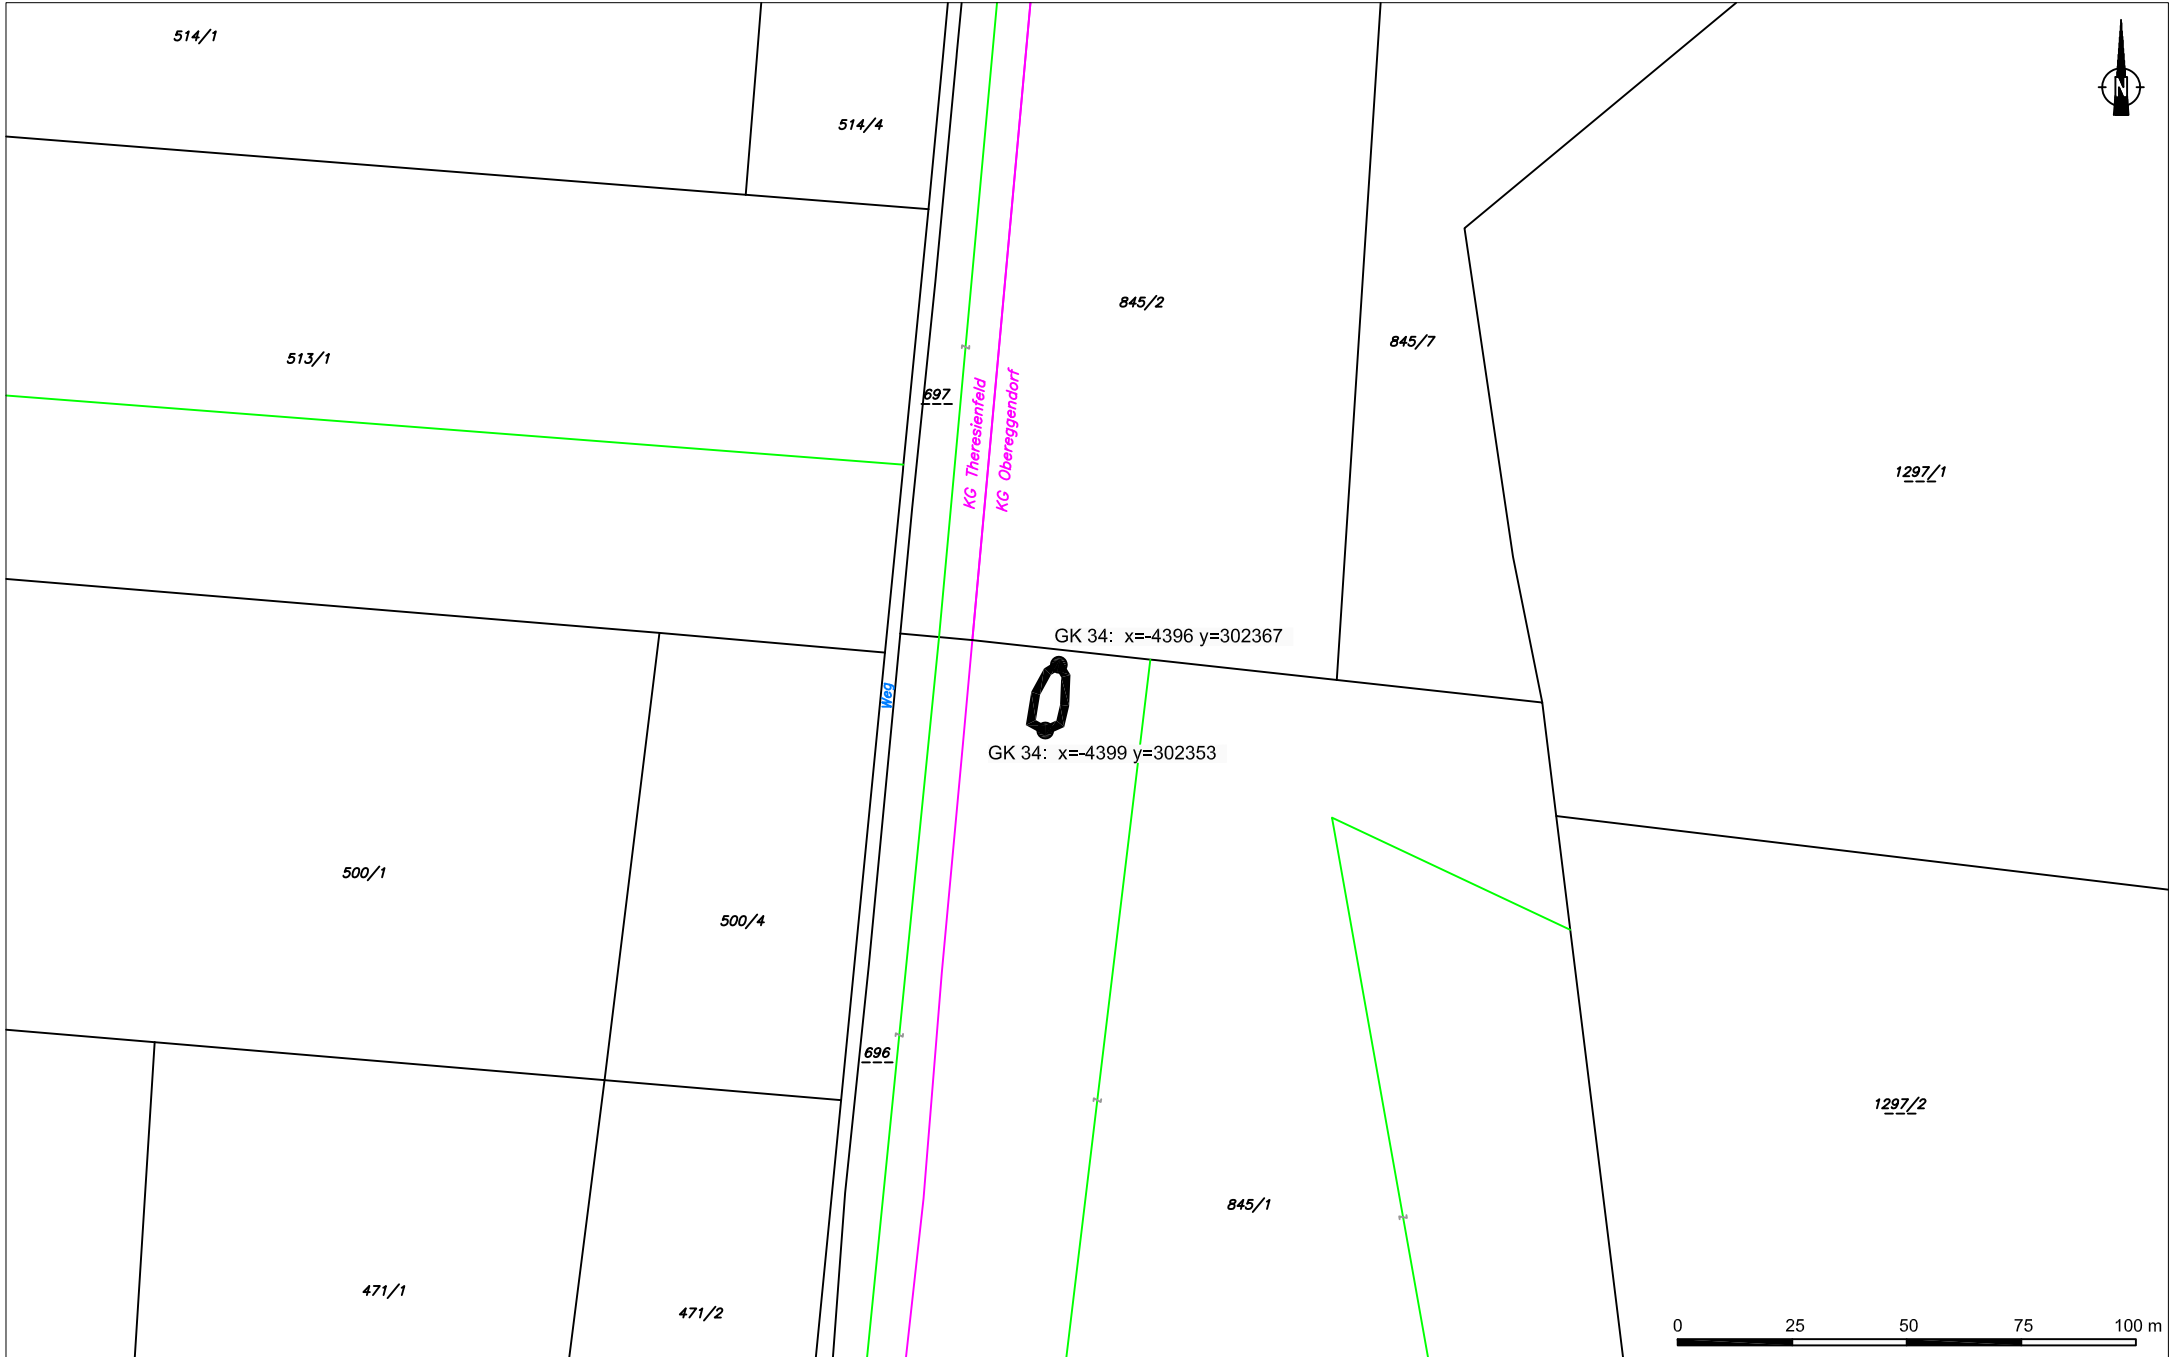 514/1
N
514/4
845/2
845/7
513/1
697
KG Theresienfeld
KG Obereggendorf
1297/1
GK 34: x=-4396 y=302367
Weg
GK 34: x=-4399 y=302353
500/1
500/4
696
1297/2
845/1
471/1
471/2
0 25 50 75 100 m